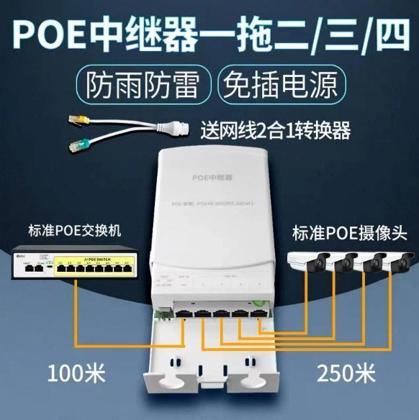 POE中继器一拖二/三/四
防雨防雷 免插电源
送网线2合1转换器
POE中继器
标准POE交换机
标准POE摄像头
POE SWITCH
100米
250米